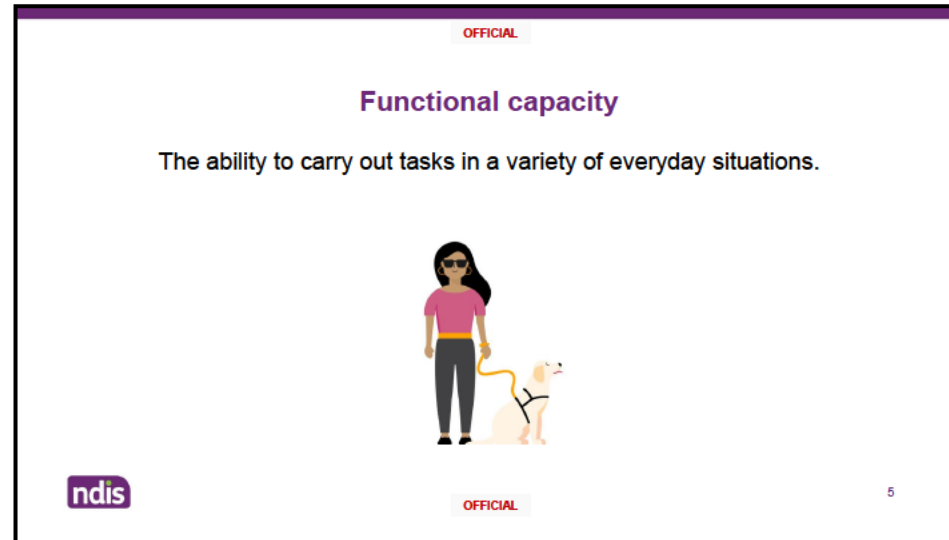 OFFICIAL
Functional capacity
The ability to carry out tasks in a variety of everyday situations.
ndis
OFFICIAL
5